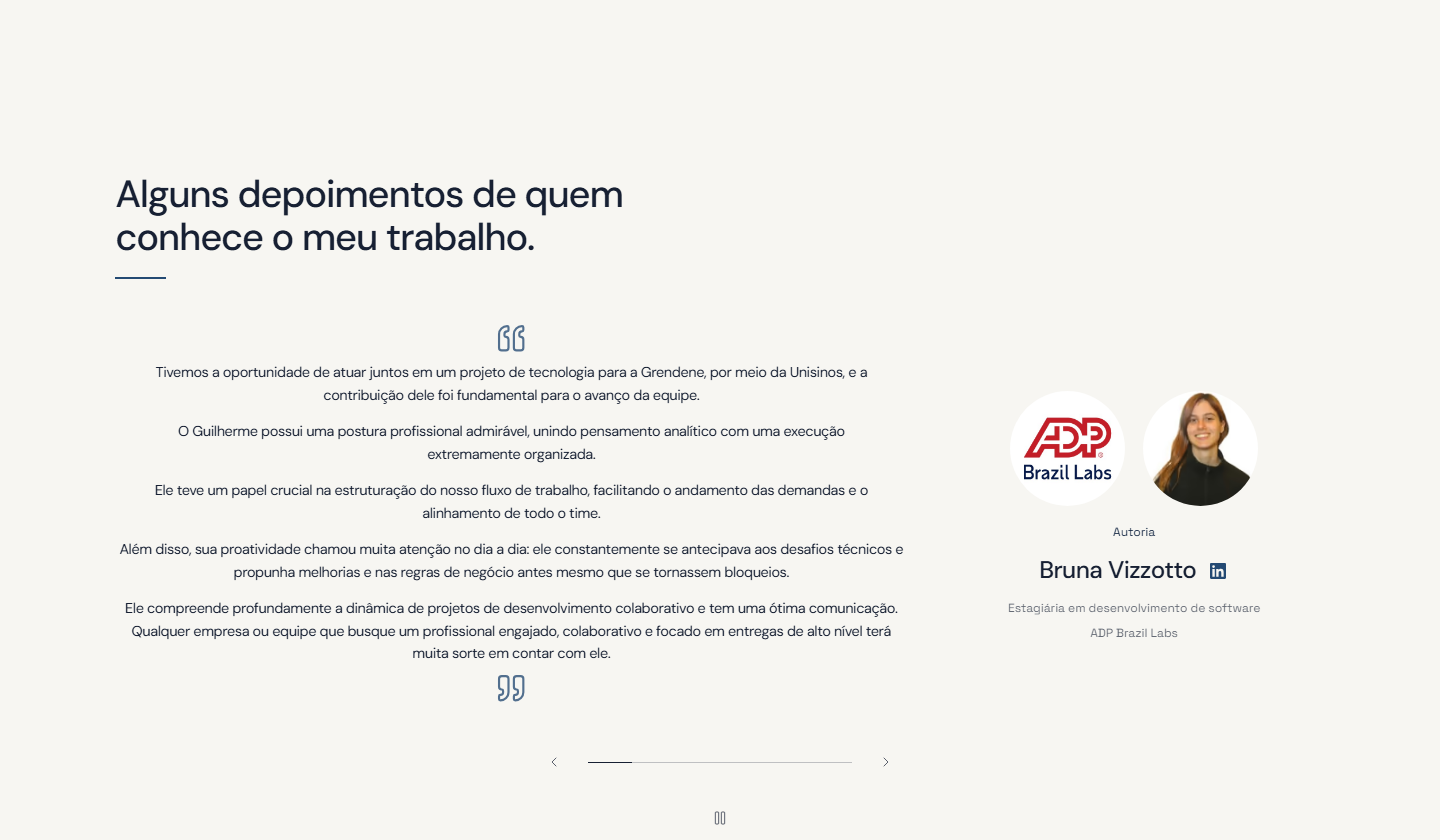 Alguns depoimentos de quem
conhece o meu trabalho.
Tivemos a oportunidade de atuar juntos em um projeto de tecnologia para a Grendene, por meio da Unisinos, e a
contribuição dele foi fundamental para o avanço da equipe.
O Guilherme possui uma postura profissional admirável, unindo pensamento analítico com uma execução
extremamente organizada.
Ele teve um papel crucial na estruturação do nosso fluxo de trabalho, facilitando o andamento das demandas e o
alinhamento de todo o time.
Além disso, sua proatividade chamou muita atenção no dia a dia: ele constantemente se antecipava aos desafios técnicos e
propunha melhorias e nas regras de negócio antes mesmo que se tornassem bloqueios.
Ele compreende profundamente a dinâmica de projetos de desenvolvimento colaborativo e tem uma ótima comunicação.
Qualquer empresa ou equipe que busque um profissional engajado, colaborativo e focado em entregas de alto nível terá
muita sorte em contar com ele.
ADP
Brazil Labs
Autoria
Bruna Vizzotto in
Estagiária em desenvolvimento de software
ADP Brazil Labs